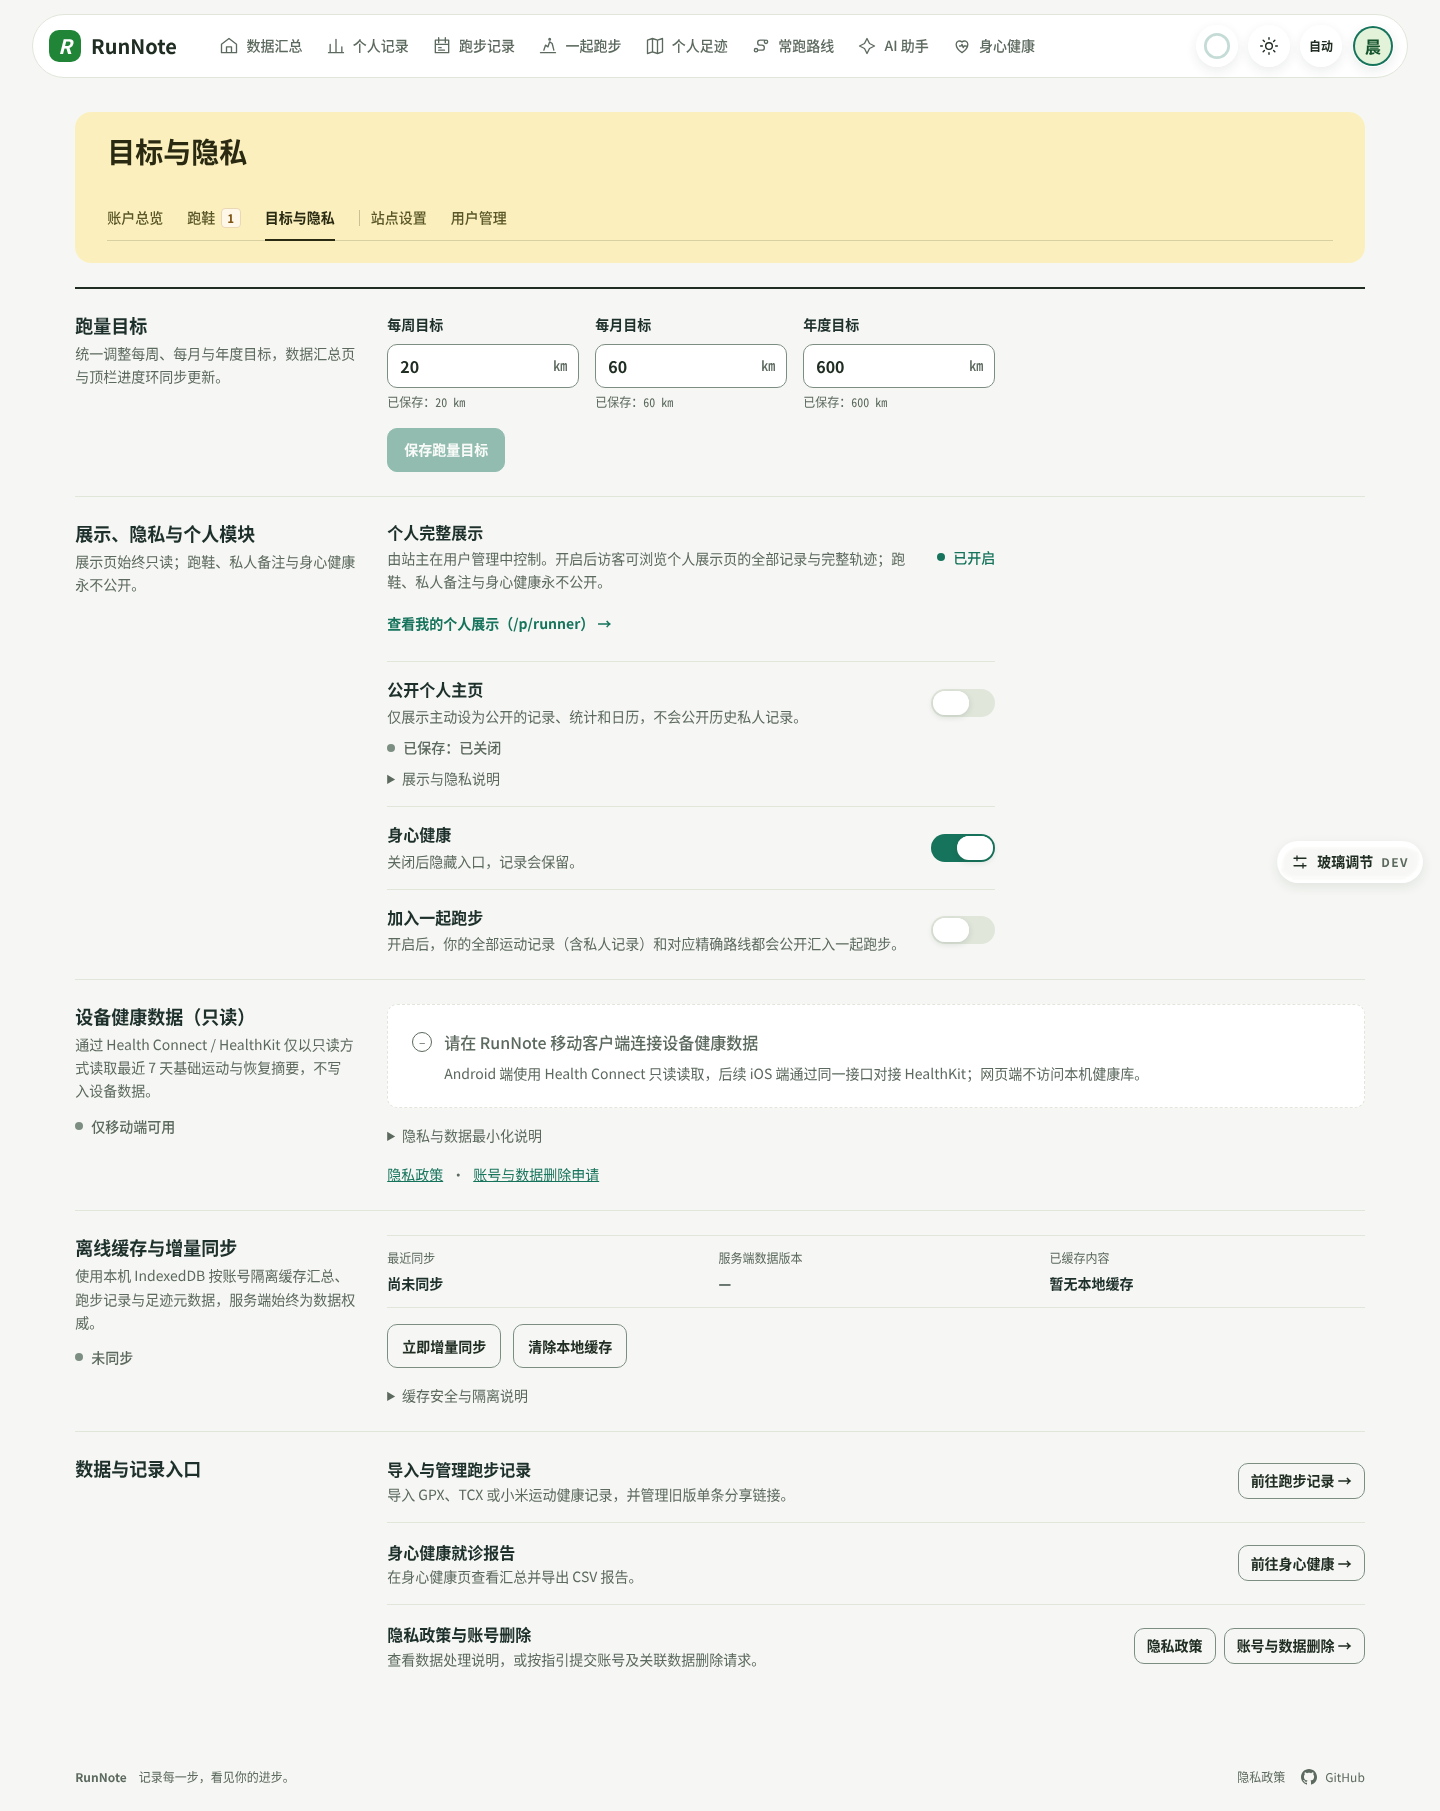 R RunNote 数据汇总 个人记录 跑步记录 一起跑步 个人足迹 常跑路线 AI 助手 身心健康 自动 晨
目标与隐私
账户总览 跑鞋 1 目标与隐私 站点设置 用户管理
跑量目标
统一调整每周、每月与年度目标，数据汇总页
与顶栏进度环同步更新。
每周目标 每月目标 年度目标
20 km 60 km 600 km
已保存：20 km 已保存：60 km 已保存：600 km
保存跑量目标
展示、隐私与个人模块
展示页始终只读；跑鞋、私人备注与身心健康
永不公开。
个人完整展示
由站主在用户管理中控制。开启后访客可浏览个人展示页的全部记录与完整轨迹；跑
鞋、私人备注与身心健康永不公开。
已开启
查看我的个人展示（/p/runner） →
公开个人主页
仅展示主动设为公开的记录、统计和日历，不会公开历史私人记录。
已保存：已关闭
展示与隐私说明
身心健康
关闭后隐藏入口，记录会保留。
玻璃调节 DEV
加入一起跑步
开启后，你的全部运动记录（含私人记录）和对应精确路线都会公开汇入一起跑步。
设备健康数据（只读）
通过 Health Connect / HealthKit 仅以只读方
式读取最近 7 天基础运动与恢复摘要，不写
入设备数据。
仅移动端可用
请在 RunNote 移动客户端连接设备健康数据
Android 端使用 Health Connect 只读读取，后续 iOS 端通过同一接口对接 HealthKit；网页端不访问本机健康库。
隐私与数据最小化说明
隐私政策 · 账号与数据删除申请
离线缓存与增量同步
使用本机 IndexedDB 按账号隔离缓存汇总、
跑步记录与足迹元数据，服务端始终为数据权
威。
未同步
最近同步 服务端数据版本 已缓存内容
尚未同步 — 暂无本地缓存
立即增量同步 清除本地缓存
缓存安全与隔离说明
数据与记录入口
导入与管理跑步记录
导入 GPX、TCX 或小米运动健康记录，并管理旧版单条分享链接。
前往跑步记录 →
身心健康就诊报告
在身心健康页查看汇总并导出 CSV 报告。
前往身心健康 →
隐私政策与账号删除
查看数据处理说明，或按指引提交账号及关联数据删除请求。
隐私政策 账号与数据删除 →
RunNote 记录每一步，看见你的进步。 隐私政策 GitHub